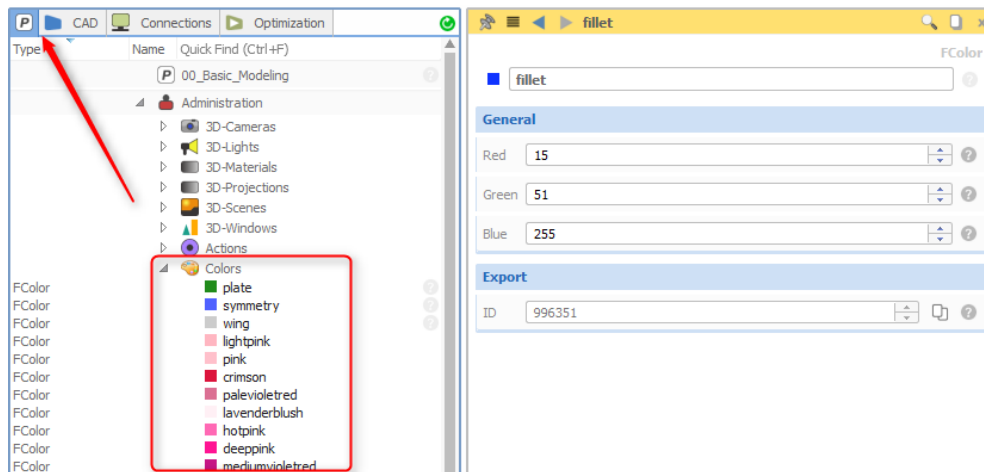 P CAD Connections Optimization
Type Name Quick Find (Ctrl+F)
P 00_Basic_Modeling
Administration
3D-Cameras
3D-Lights
3D-Materials
3D-Projections
3D-Scenes
3D-Windows
Actions
Colors
FColor plate
FColor symmetry
FColor wing
FColor lightpink
FColor pink
FColor crimson
FColor palevioletred
FColor lavenderblush
FColor hotpink
FColor deeppink
FColor mediumvioletred
fillet
FColor
fillet
General
Red 15
Green 51
Blue 255
Export
ID 996351